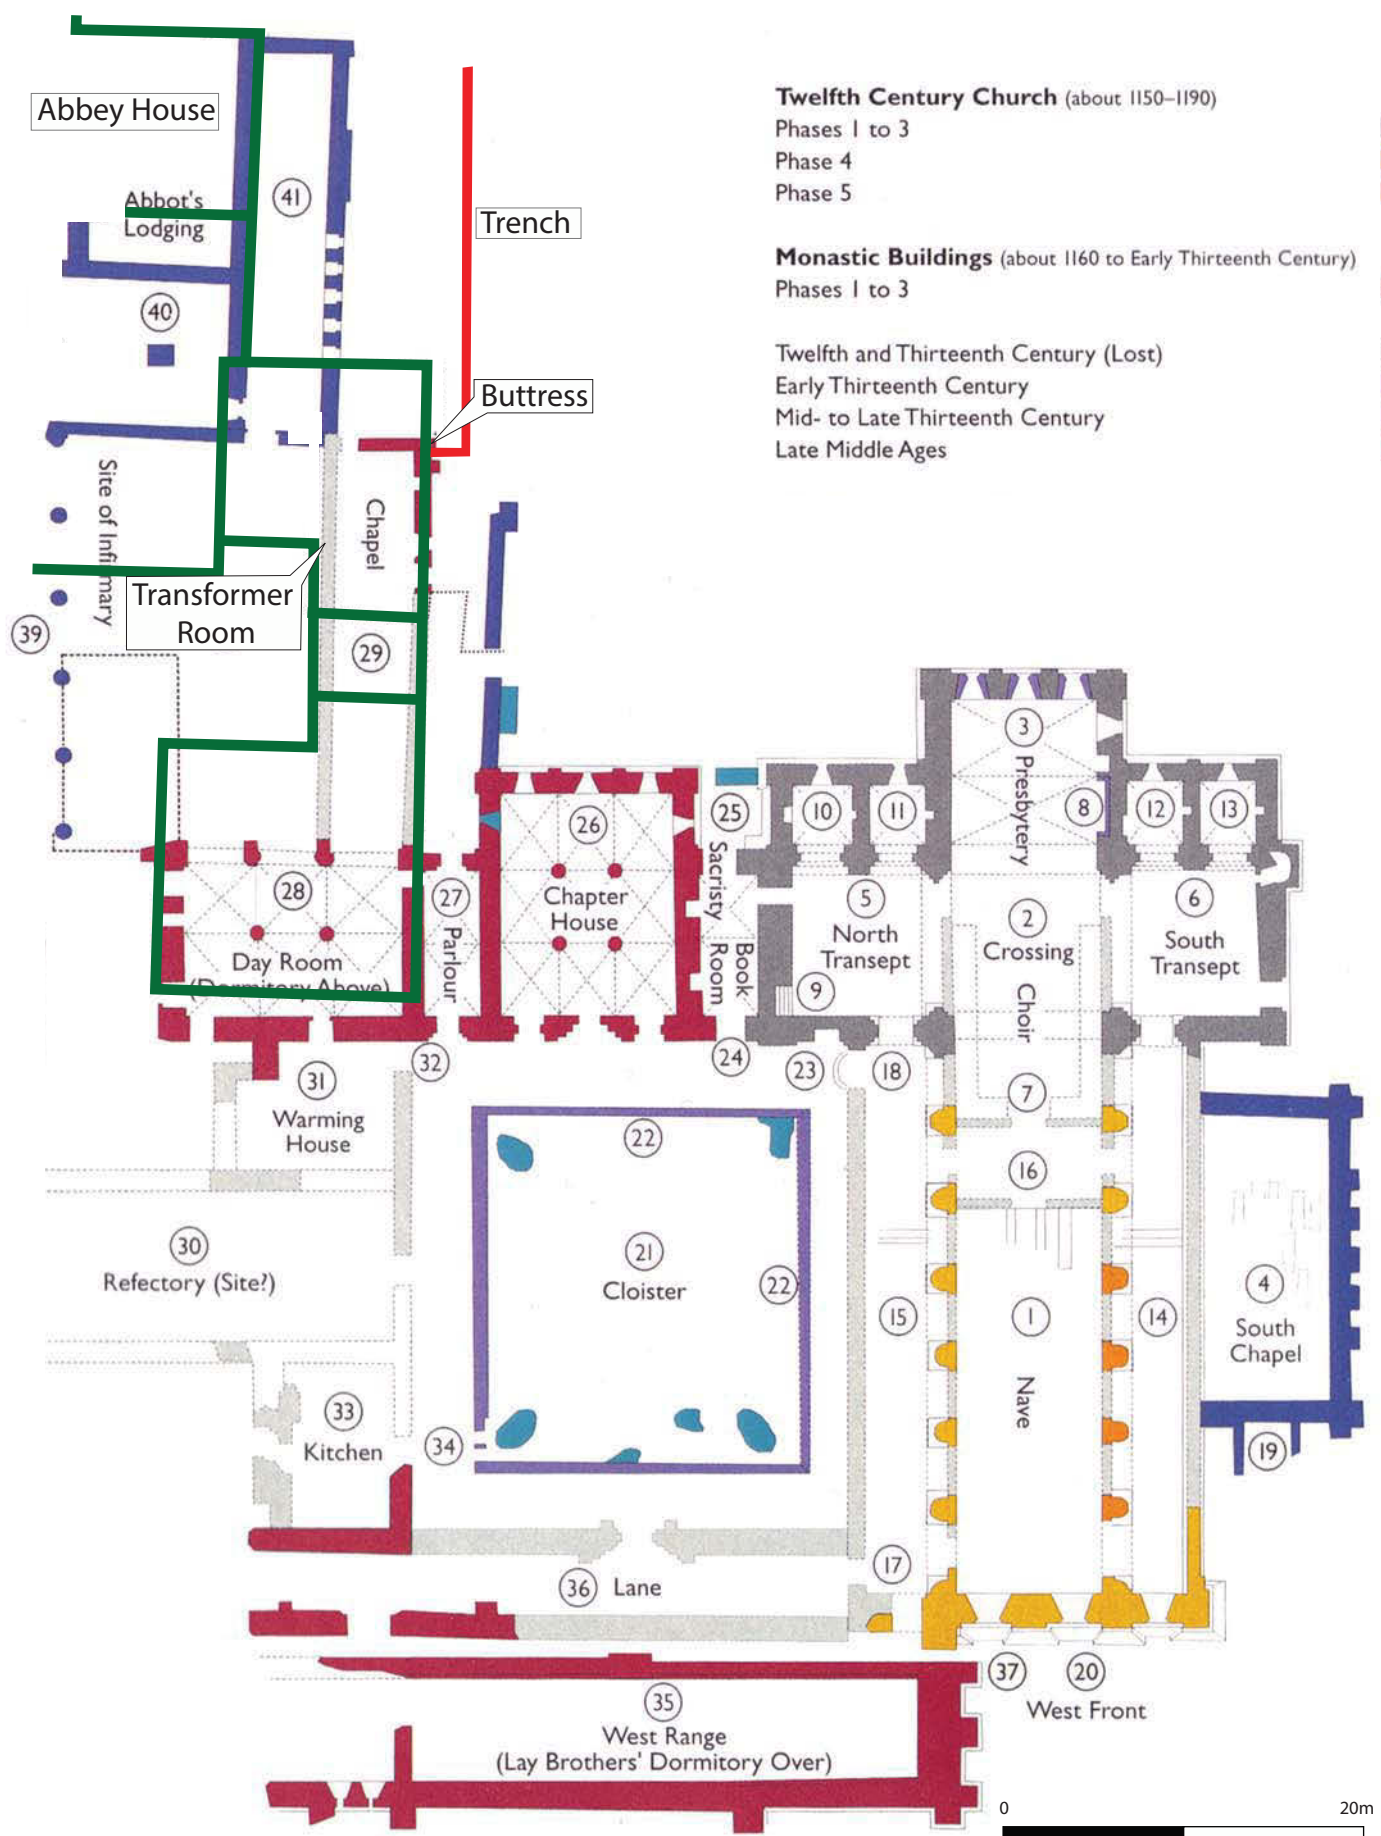 Twelfth Century Church (about 1150–1190)
Phases 1 to 3
Phase 4
Phase 5
Monastic Buildings (about 1160 to Early Thirteenth Century)
Phases 1 to 3
Twelfth and Thirteenth Century (Lost)
Early Thirteenth Century
Mid- to Late Thirteenth Century
Late Middle Ages
Abbey House
Abbot's
Lodging
41
Trench
40
Buttress
Site of Infirmary
Chapel
Transformer
Room
39
29
3
Presbytery
8
10
11
12
13
25
Sacristy
26
Chapter
House
28
Day Room
(Dormitory Above)
27
Parlour
Book
Room
5
North
Transept
2
Crossing
6
South
Transept
9
Choir
32
24
23
18
31
Warming
House
7
22
16
30
Refectory (Site?)
21
Cloister
22
15
1
Nave
14
4
South
Chapel
33
Kitchen
34
19
17
36 Lane
37
20
West Front
35
West Range
(Lay Brothers' Dormitory Over)
0 20m